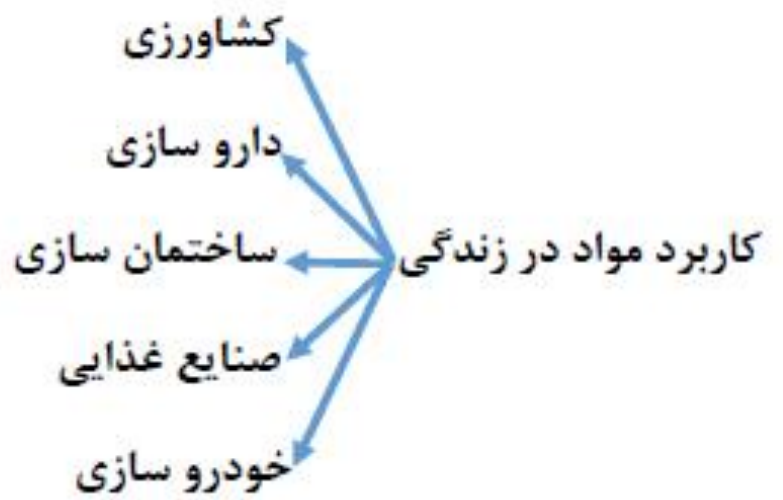 کاربرد مواد در زندگی
کشاورزی
دارو سازی
ساختمان سازی
صنایع غذایی
خودرو سازی